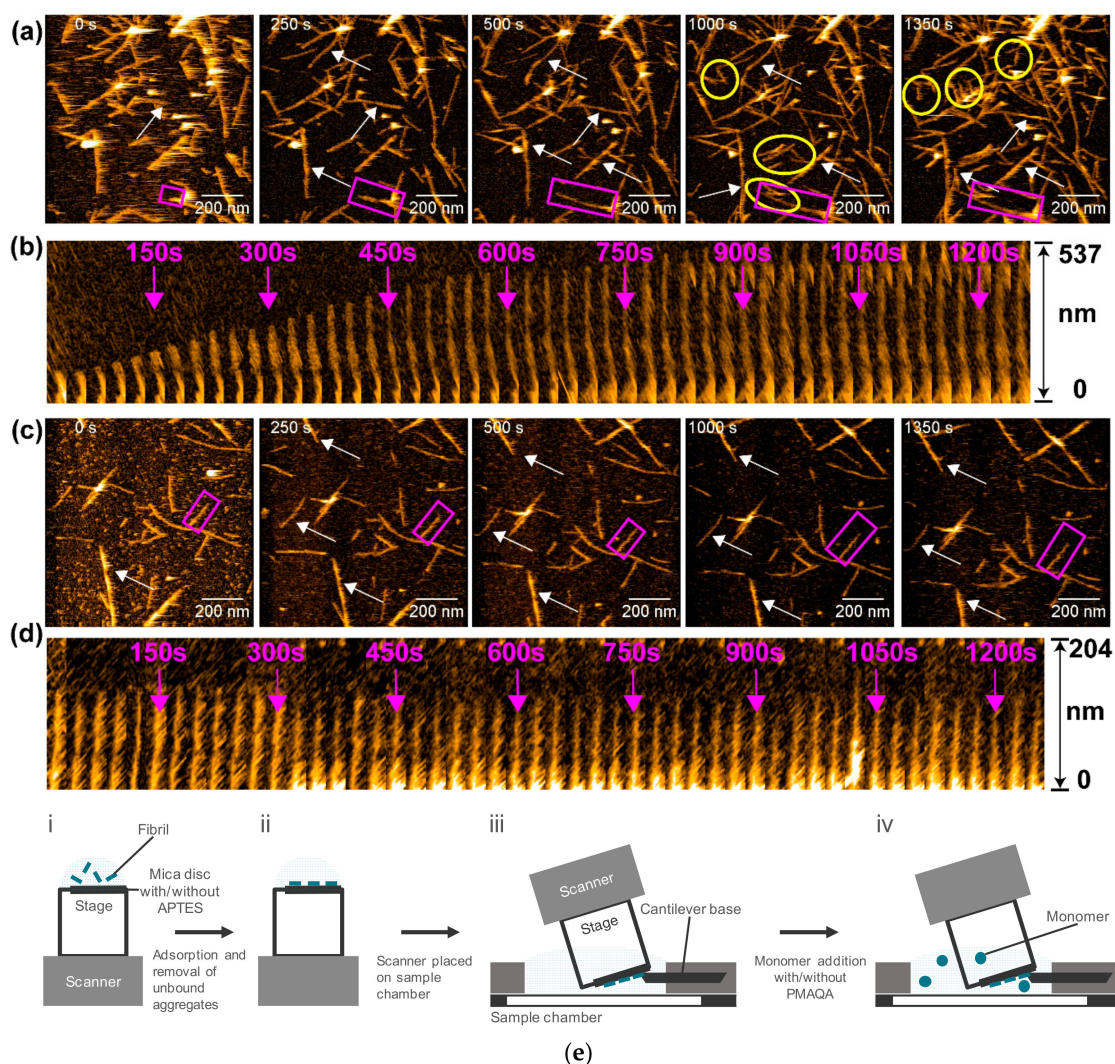 (a)
0 s
250 s
500 s
1000 s
1350 s
200 nm
200 nm
200 nm
200 nm
200 nm
(b)
150s
300s
450s
600s
750s
900s
1050s
1200s
537
nm
0
(c)
0 s
250 s
500 s
1000 s
1350 s
200 nm
200 nm
200 nm
200 nm
200 nm
(d)
150s
300s
450s
600s
750s
900s
1050s
1200s
204
nm
0
i
ii
iii
iv
Fibril
Mica disc
with/without
APTES
Stage
Scanner
Adsorption and
removal of
unbound
aggregates
Scanner placed
on sample
chamber
Scanner
Stage
Cantilever base
Sample chamber
Monomer addition
with/without
PMAQA
Monomer
(e)